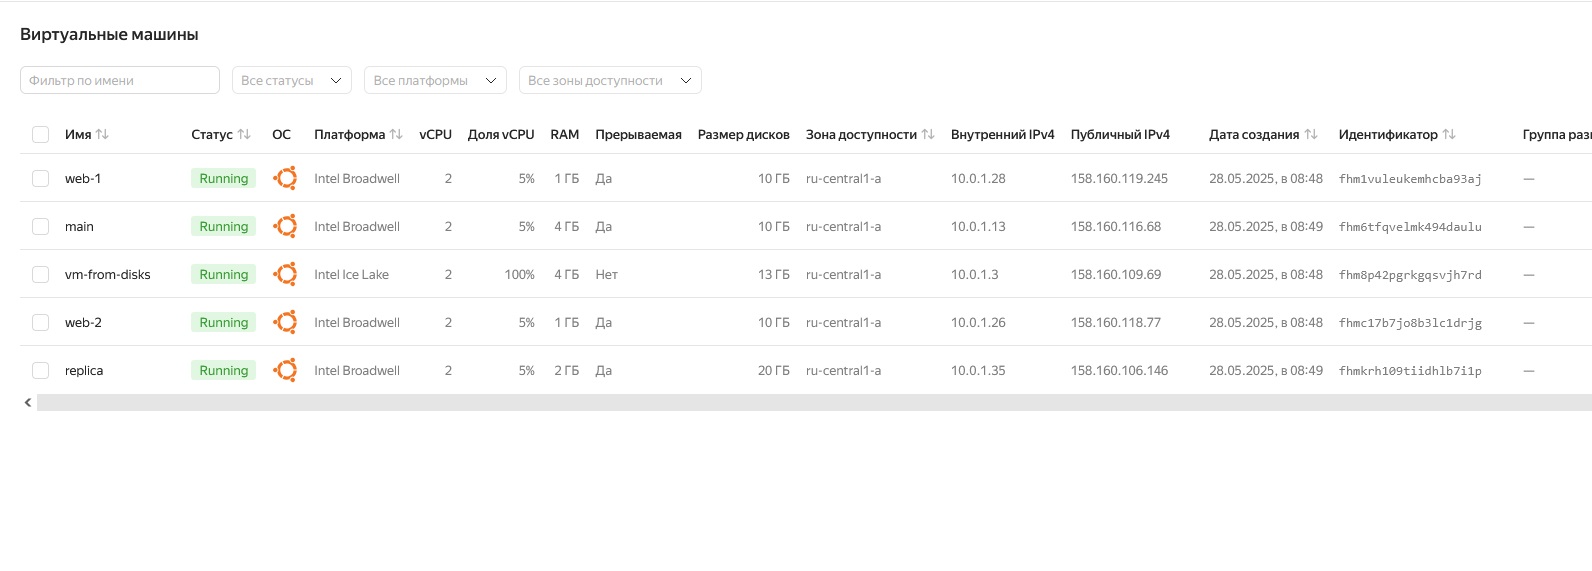 Виртуальные машины
Фильтр по имени Все статусы Все платформы Все зоны доступности
Имя Статус ОС Платформа vCPU Доля vCPU RAM Прерываемая Размер дисков Зона доступности Внутренний IPv4 Публичный IPv4 Дата создания Идентификатор Группа
web-1 Running Intel Broadwell 2 5% 1 ГБ Да 10 ГБ ru-central1-a 10.0.1.28 158.160.119.245 28.05.2025, в 08:48 fhm1vuleukemhcba93aj —
main Running Intel Broadwell 2 5% 4 ГБ Да 10 ГБ ru-central1-a 10.0.1.13 158.160.116.68 28.05.2025, в 08:49 fhm6tfqvelmk494daulu —
vm-from-disks Running Intel Ice Lake 2 100% 4 ГБ Нет 13 ГБ ru-central1-a 10.0.1.3 158.160.109.69 28.05.2025, в 08:48 fhm8p42pgrkgqsvjh7rd —
web-2 Running Intel Broadwell 2 5% 1 ГБ Да 10 ГБ ru-central1-a 10.0.1.26 158.160.118.77 28.05.2025, в 08:48 fhmc17b7jo8b3lc1drjg —
replica Running Intel Broadwell 2 5% 2 ГБ Да 20 ГБ ru-central1-a 10.0.1.35 158.160.106.146 28.05.2025, в 08:49 fhmkrh109tiidhlb7i1p —